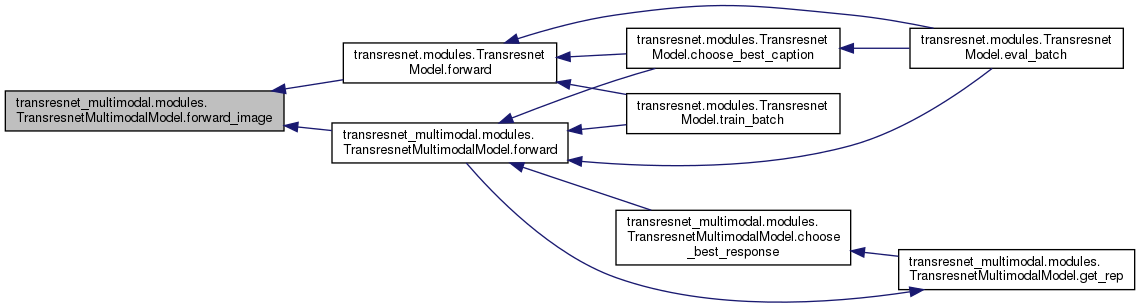 transresnet_multimodal.modules.
TransresnetMultimodalModel.forward_image
transresnet.modules.Transresnet
Model.forward
transresnet_multimodal.modules.
TransresnetMultimodalModel.forward
transresnet.modules.Transresnet
Model.choose_best_caption
transresnet.modules.Transresnet
Model.train_batch
transresnet_multimodal.modules.
TransresnetMultimodalModel.choose
_best_response
transresnet.modules.Transresnet
Model.eval_batch
transresnet_multimodal.modules.
TransresnetMultimodalModel.get_rep